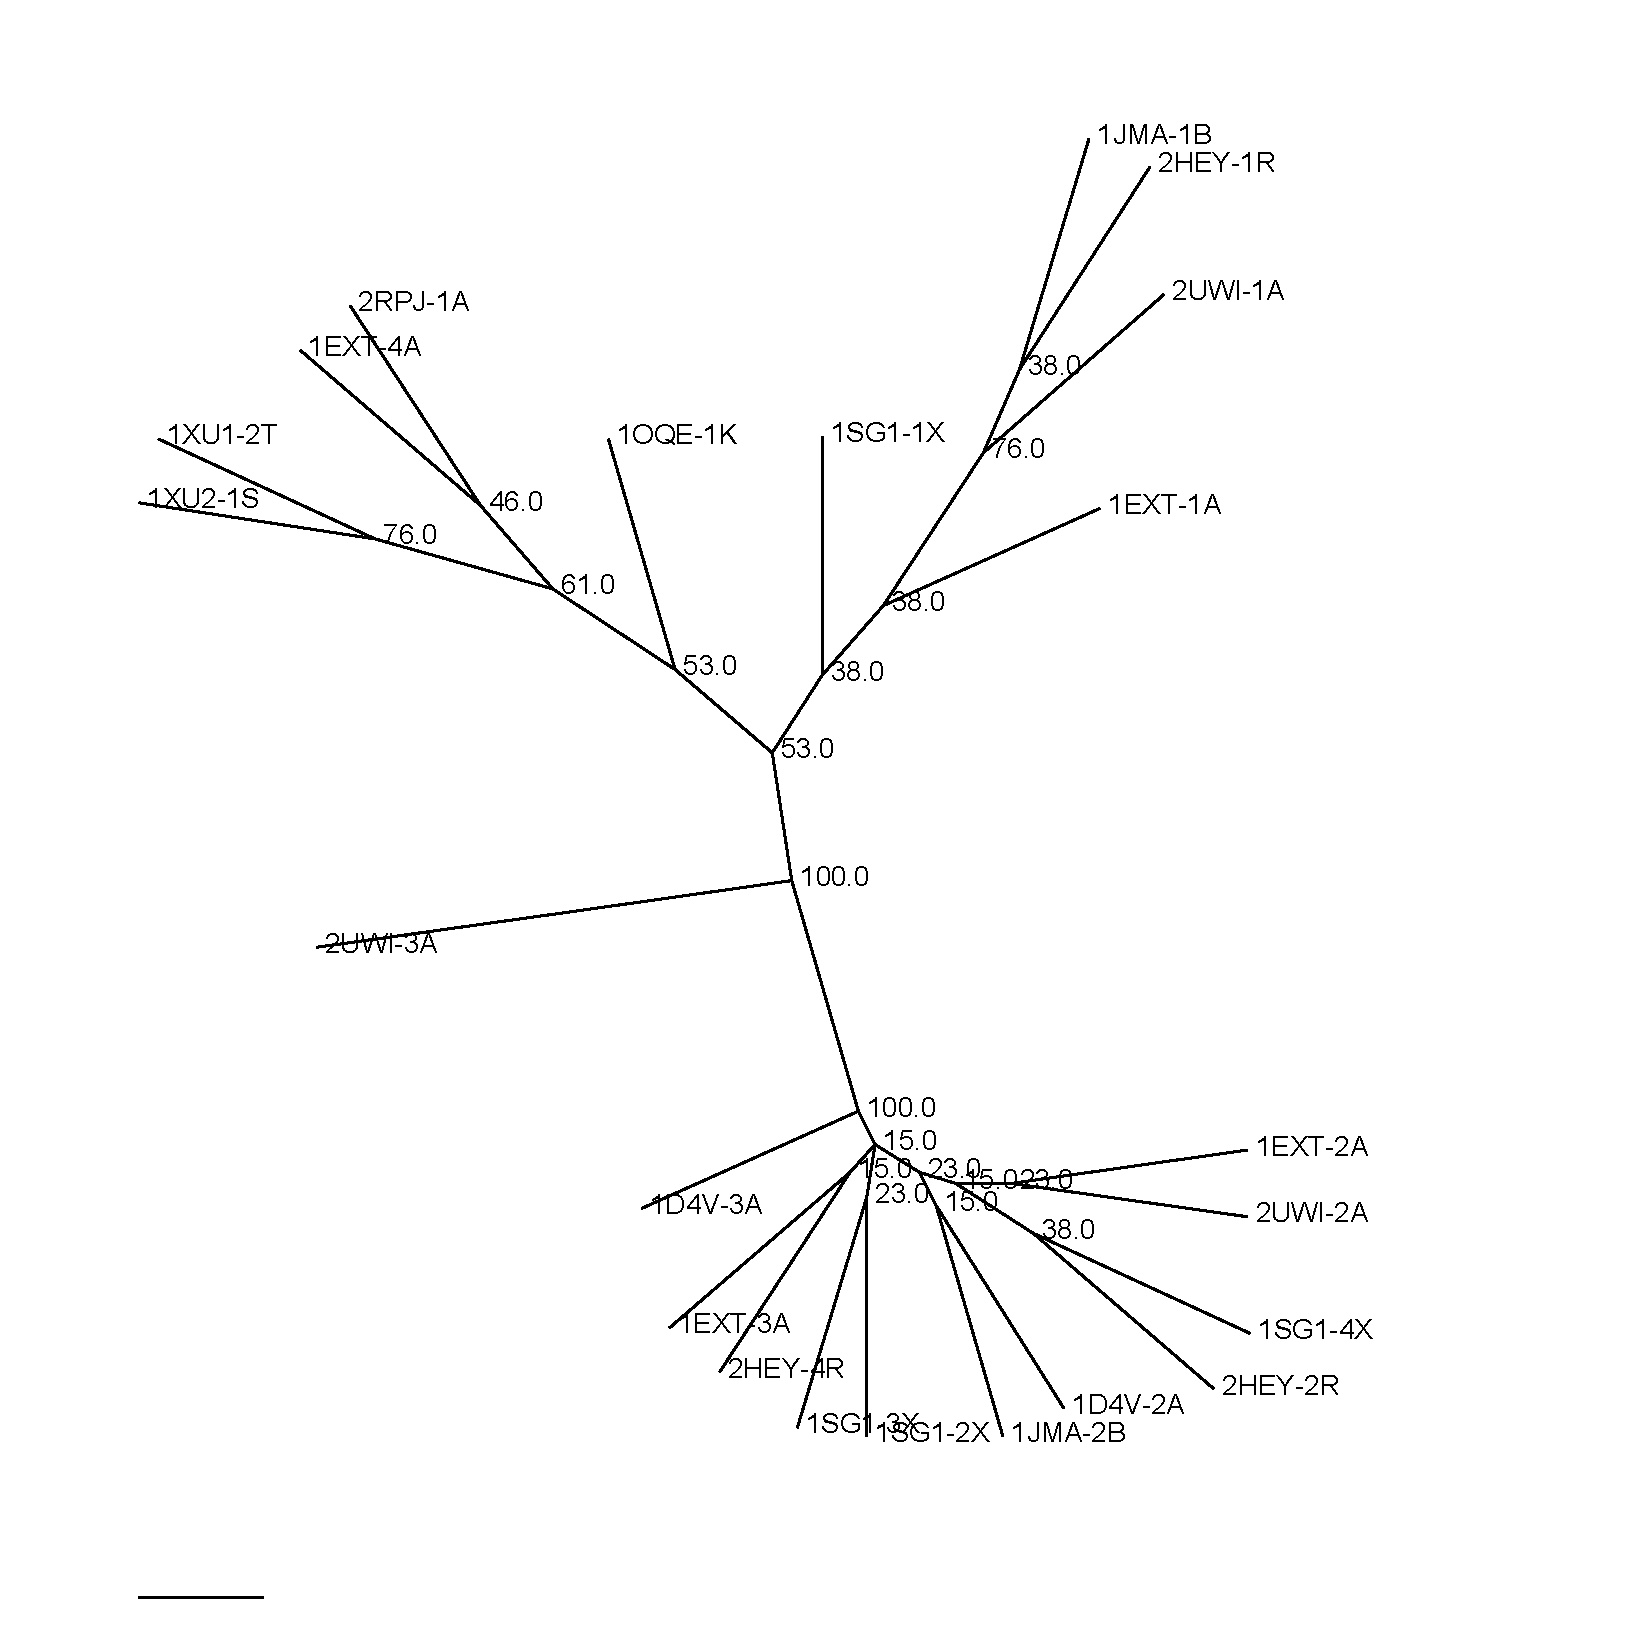 1JMA-1B
2HEY-1R
2UWI-1A
2RPJ-1A
1EXT-4A
38.0
1XU1-2T
1OQE-1K
1SG1-1X
76.0
1XU2-1S
46.0
1EXT-1A
76.0
61.0
38.0
53.0
38.0
53.0
100.0
2UWI-3A
100.0
15.0
1EXT-2A
15.0
23.0
15.0
23.0
23.0
15.0
1D4V-3A
2UWI-2A
38.0
1EXT-3A
1SG1-4X
2HEY-4R
2HEY-2R
1D4V-2A
1SG1-3X
1SG1-2X
1JMA-2B